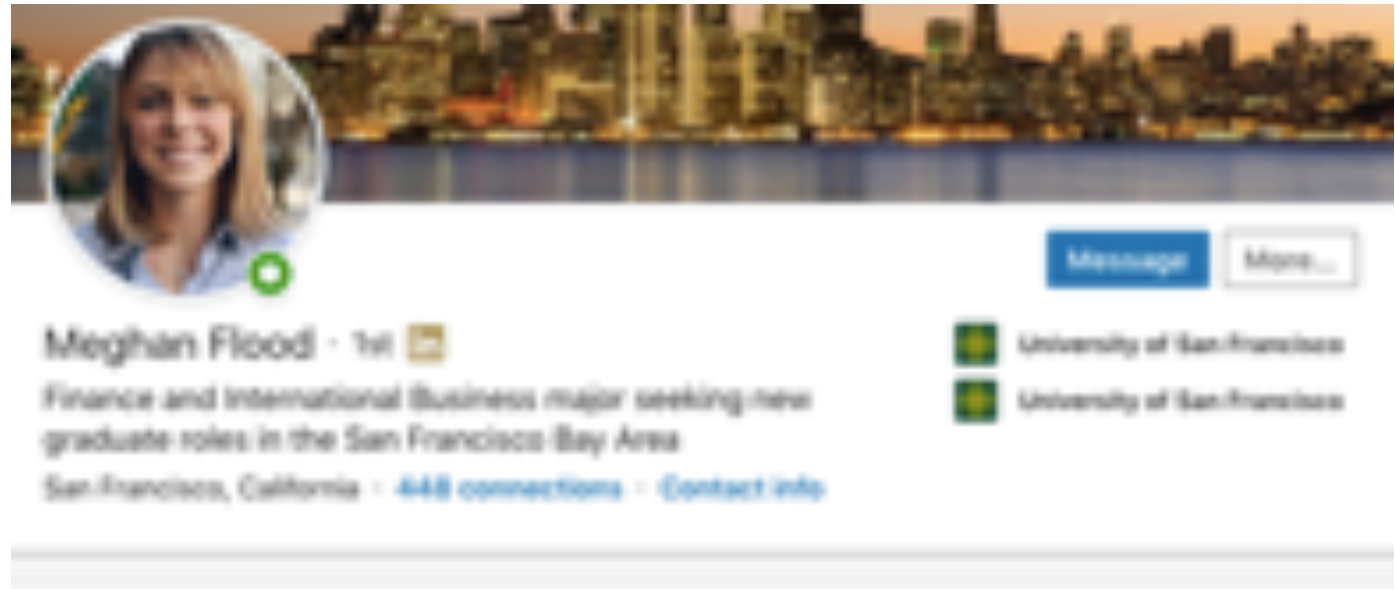 Message
More...
Meghan Flood · 1st in
University of San Francisco
Finance and International Business major seeking new
graduate roles in the San Francisco Bay Area
University of San Francisco
San Francisco, California · 448 connections · Contact info